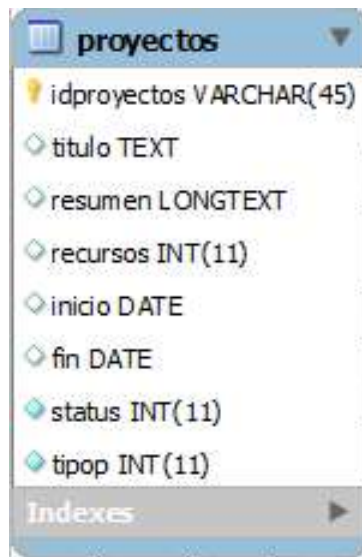 proyectos
idproyectos VARCHAR(45)
titulo TEXT
resumen LONGTEXT
recursos INT(11)
inicio DATE
fin DATE
status INT(11)
tipop INT(11)
Indexes